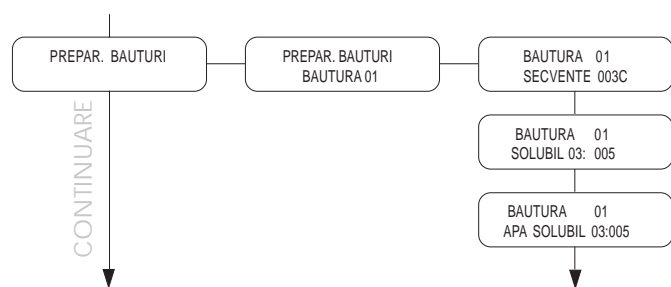 PREPAR. BAUTURI
PREPAR. BAUTURI
BAUTURA 01
BAUTURA 01
SECVENTE 003C
BAUTURA 01
SOLUBIL 03: 005
BAUTURA 01
APA SOLUBIL 03:005
CONTINUARE